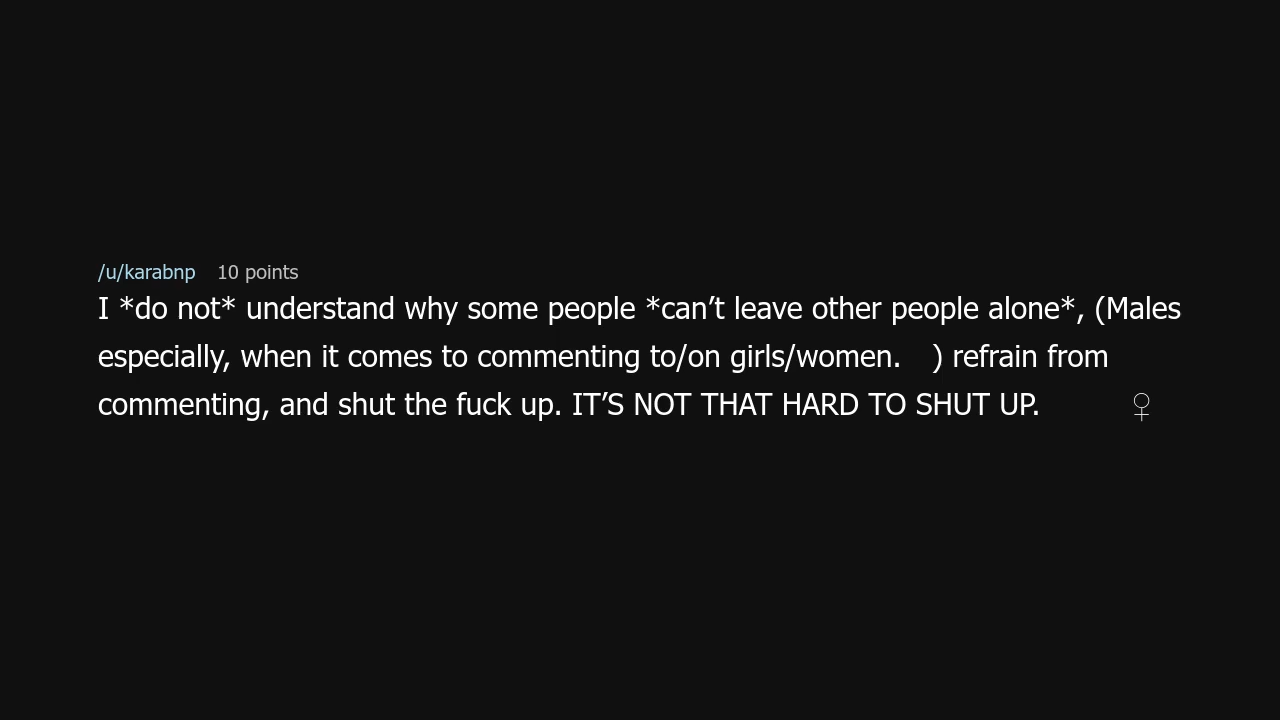 /u/karabnp 10 points
I *do not* understand why some people *can’t leave other people alone*, (Males
especially, when it comes to commenting to/on girls/women. ) refrain from
commenting, and shut the fuck up. IT’S NOT THAT HARD TO SHUT UP. ♀